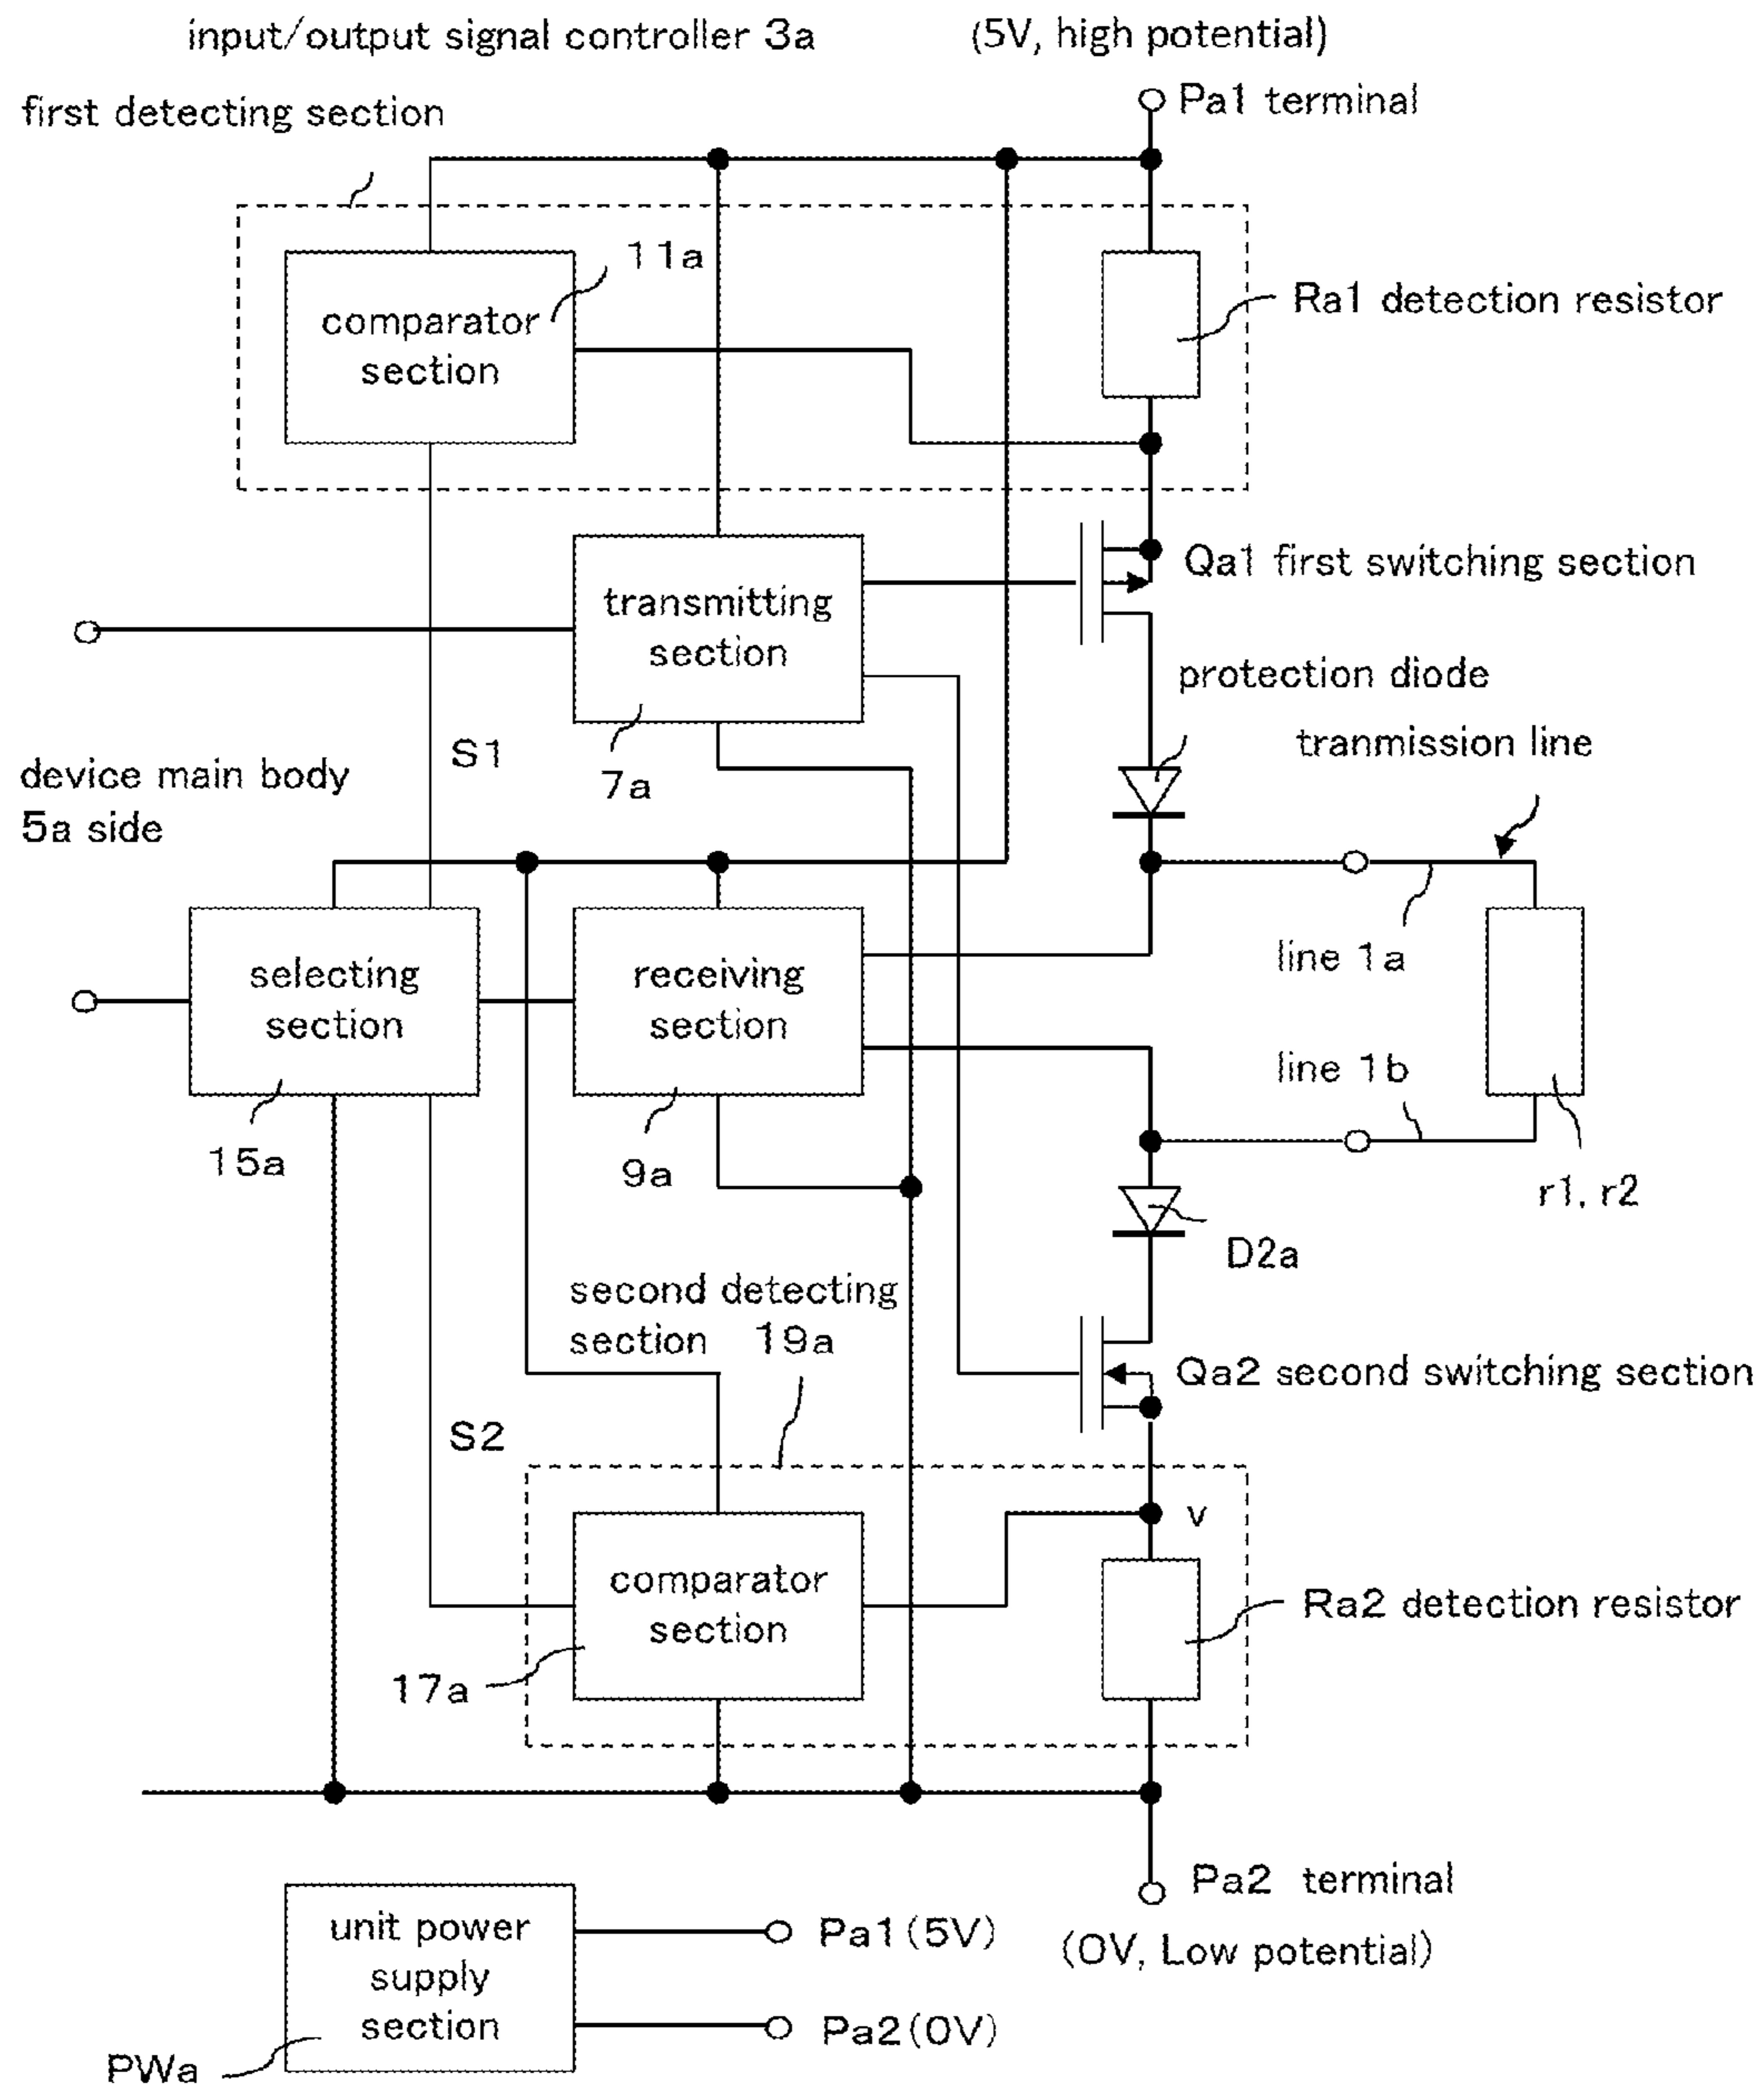 input/output signal controller 3a
(5V, high potential)
first detecting section
Pa1 terminal
11a
comparator
section
Ra1 detection resistor
Qa1 first switching section
transmitting
section
protection diode
tranmission line
S1
7a
device main body
5a side
selecting
section
receiving
section
line 1a
line 1b
15a
9a
r1, r2
D2a
second detecting
section 19a
Qa2 second switching section
S2
v
comparator
section
Ra2 detection resistor
17a
Pa2 terminal
(0V, Low potential)
unit power
supply
section
Pa1(5V)
Pa2(0V)
PWa